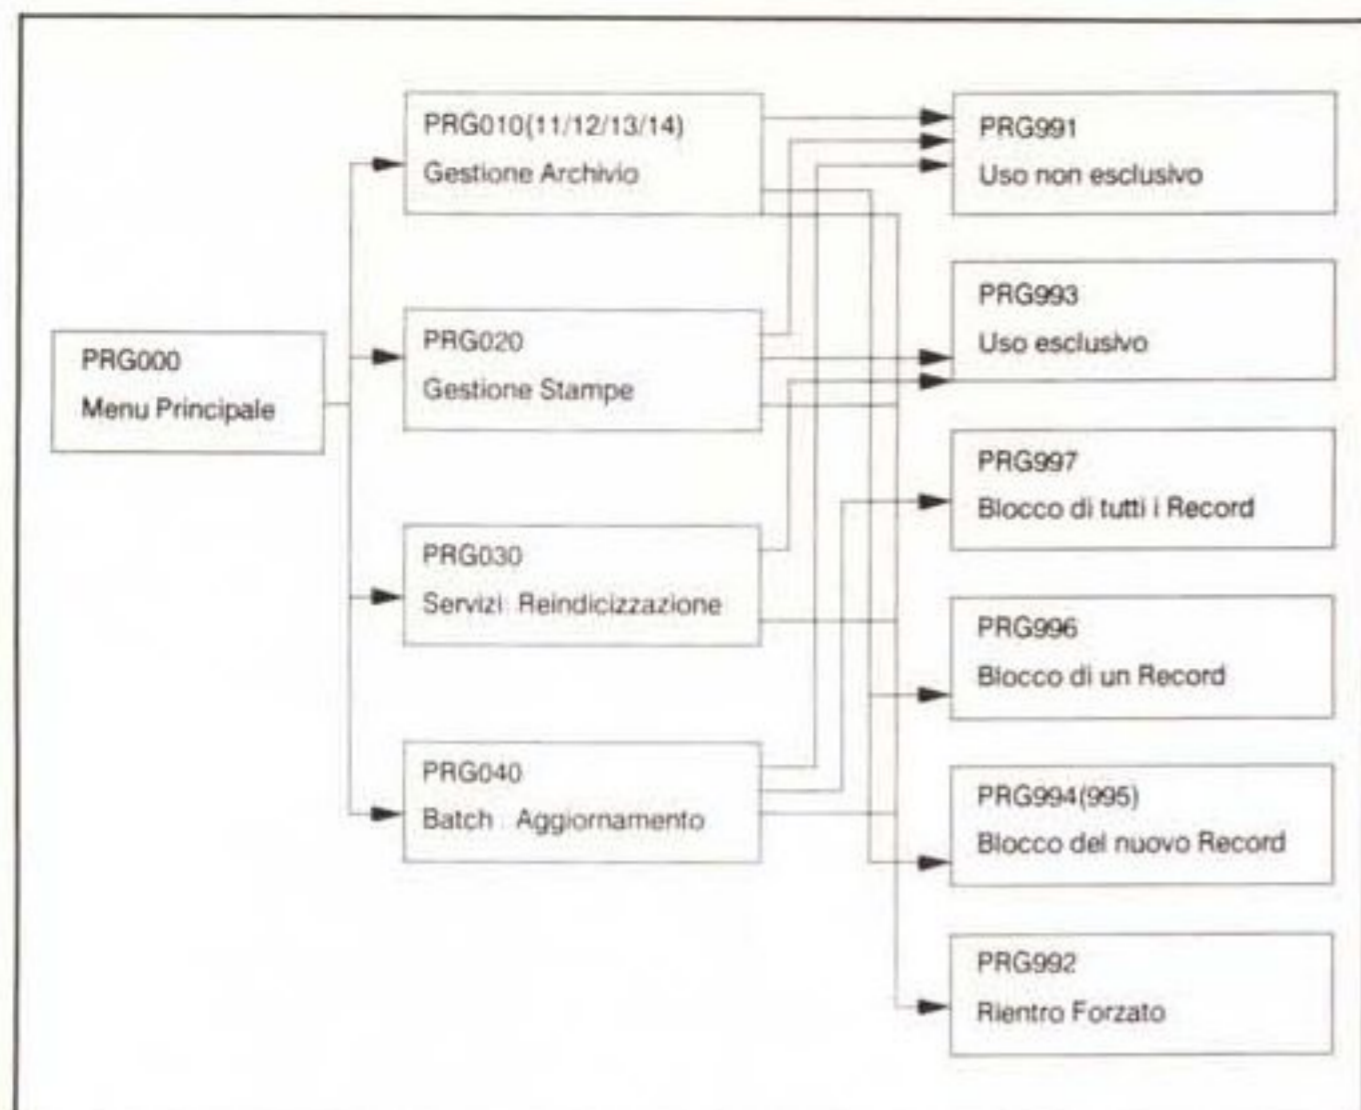 PRG000
Menu Principale
PRG010(11/12/13/14)
Gestione Archivio
PRG020
Gestione Stampe
PRG030
Servizi: Reindicizzazione
PRG040
Batch : Aggiornamento
PRG991
Uso non esclusivo
PRG993
Uso esclusivo
PRG997
Blocco di tutti i Record
PRG996
Blocco di un Record
PRG994(995)
Blocco del nuovo Record
PRG992
Rientro Forzato